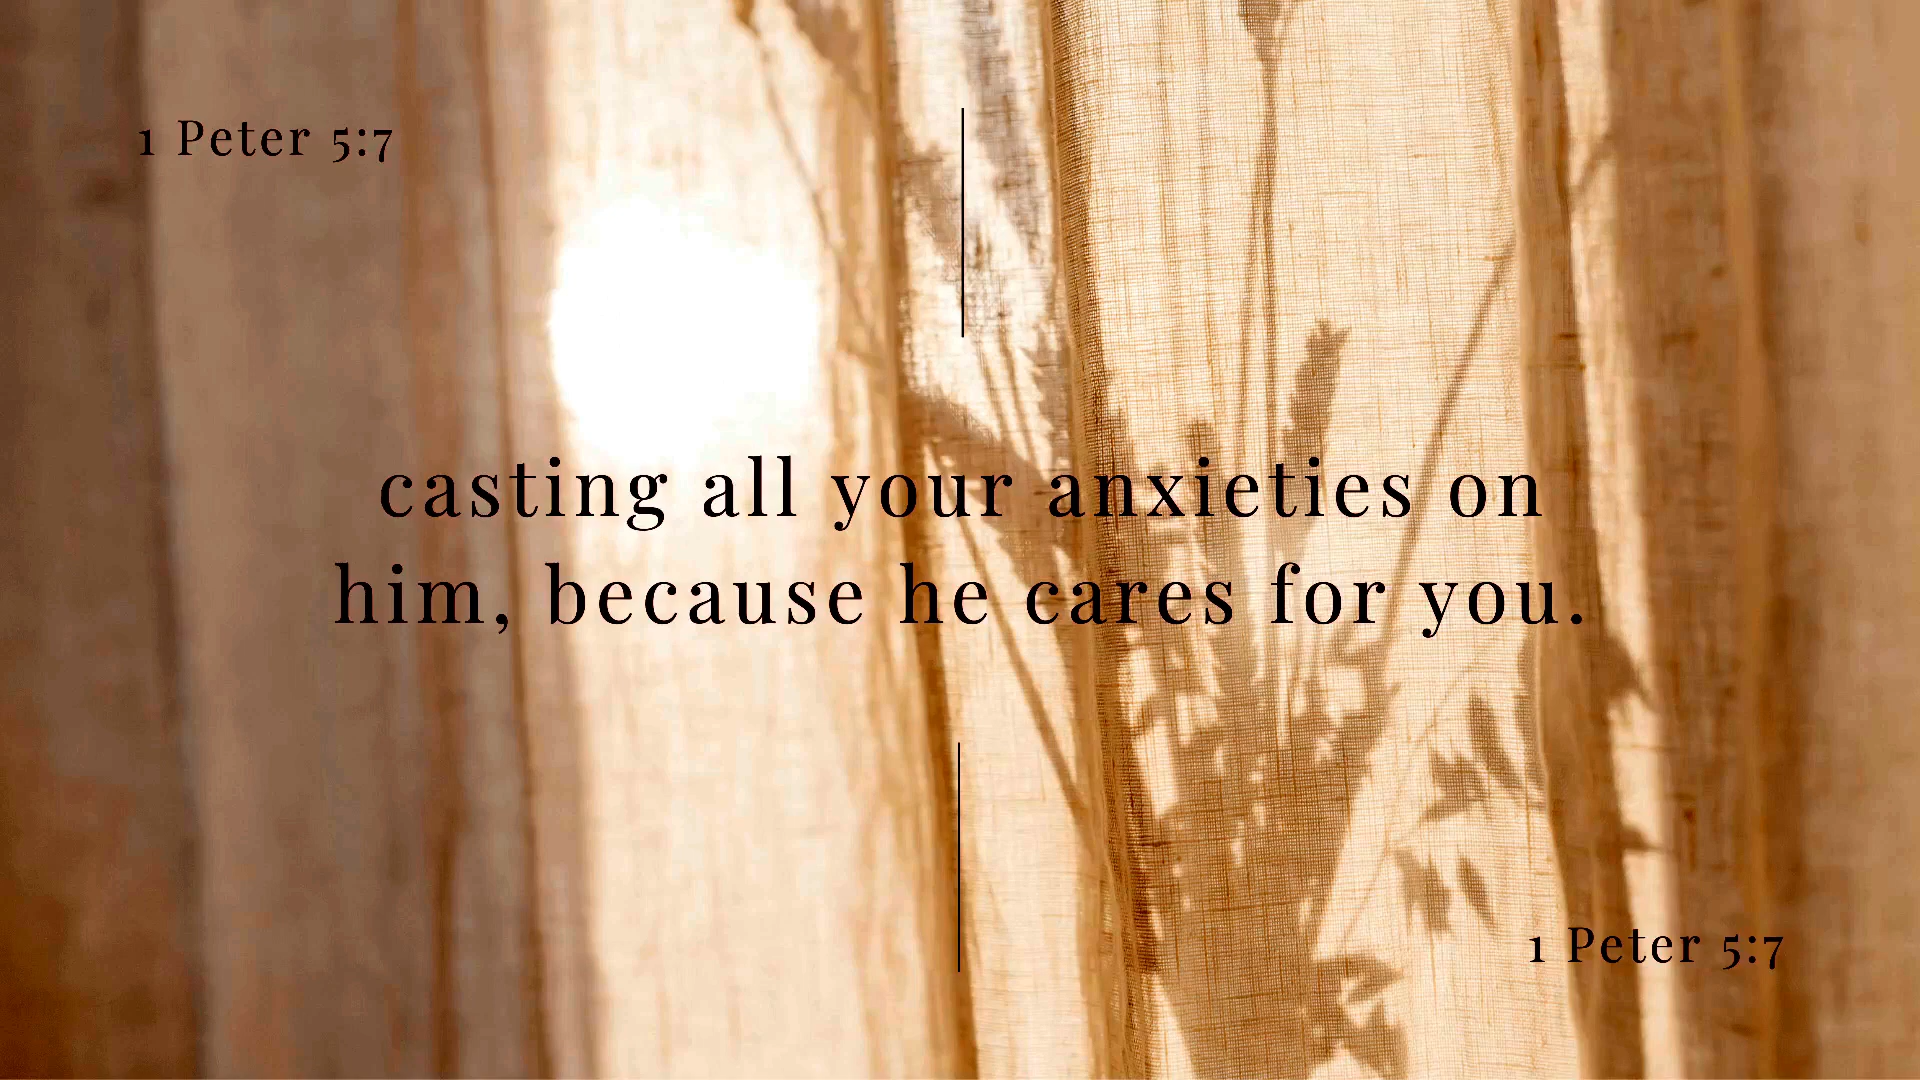 1 Peter 5:7
casting all your anxieties on
him, because he cares for you.
1 Peter 5:7